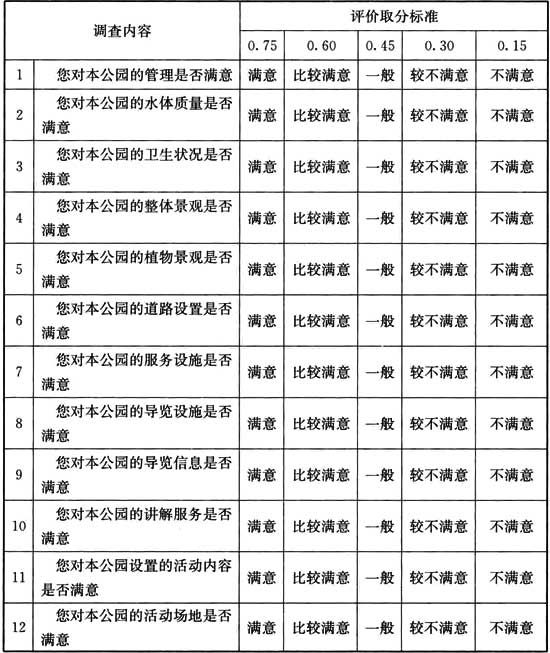 调查内容 评价取分标准
0.75 0.60 0.45 0.30 0.15
1 您对本公园的管理是否满意 满意 比较满意 一般 较不满意 不满意
2 您对本公园的水体质量是否
满意 满意 比较满意 一般 较不满意 不满意
3 您对本公园的卫生状况是否
满意 满意 比较满意 一般 较不满意 不满意
4 您对本公园的整体景观是否
满意 满意 比较满意 一般 较不满意 不满意
5 您对本公园的植物景观是否
满意 满意 比较满意 一般 较不满意 不满意
6 您对本公园的道路设置是否
满意 满意 比较满意 一般 较不满意 不满意
7 您对本公园的服务设施是否
满意 满意 比较满意 一般 较不满意 不满意
8 您对本公园的导览设施是否
满意 满意 比较满意 一般 较不满意 不满意
9 您对本公园的导览信息是否
满意 满意 比较满意 一般 较不满意 不满意
10 您对本公园的讲解服务是否
满意 满意 比较满意 一般 较不满意 不满意
11 您对本公园设置的活动内容
是否满意 满意 比较满意 一般 较不满意 不满意
12 您对本公园的活动场地是否
满意 满意 比较满意 一般 较不满意 不满意